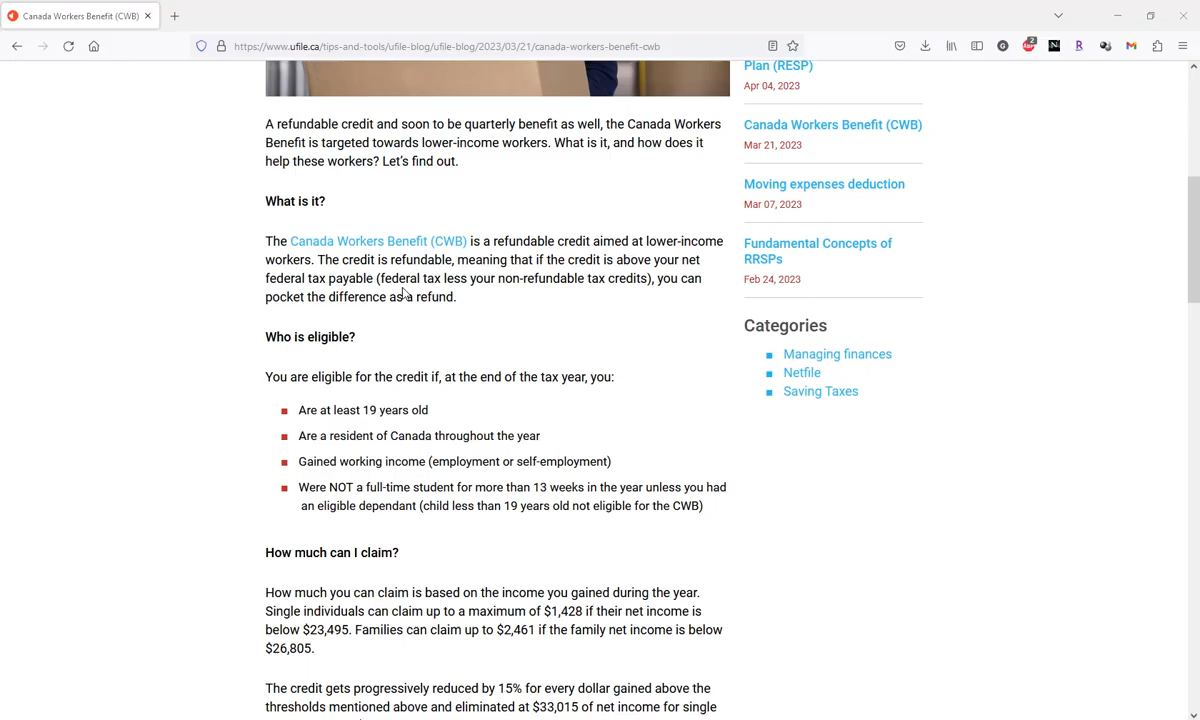 Canada Workers Benefit (CWB)
https://www.ufile.ca/tips-and-tools/ufile-blog/ufile-blog/2023/03/21/canada-workers-benefit-cwb
2
A refundable credit and soon to be quarterly benefit as well, the Canada Workers
Benefit is targeted towards lower-income workers. What is it, and how does it
help these workers? Let's find out.
What is it?
The Canada Workers Benefit (CWB) is a refundable credit aimed at lower-income
workers. The credit is refundable, meaning that if the credit is above your net
federal tax payable (federal tax less your non-refundable tax credits), you can
pocket the difference as a refund.
Who is eligible?
You are eligible for the credit if, at the end of the tax year, you:
Are at least 19 years old
Are a resident of Canada throughout the year
Gained working income (employment or self-employment)
Were NOT a full-time student for more than 13 weeks in the year unless you had
an eligible dependant (child less than 19 years old not eligible for the CWB)
How much can I claim?
How much you can claim is based on the income you gained during the year.
Single individuals can claim up to a maximum of $1,428 if their net income is
below $23,495. Families can claim up to $2,461 if the family net income is below
$26,805.
The credit gets progressively reduced by 15% for every dollar gained above the
thresholds mentioned above and eliminated at $33,015 of net income for single
Plan (RESP)
Apr 04, 2023
Canada Workers Benefit (CWB)
Mar 21, 2023
Moving expenses deduction
Mar 07, 2023
Fundamental Concepts of
RRSPs
Feb 24, 2023
Categories
Managing finances
Netfile
Saving Taxes